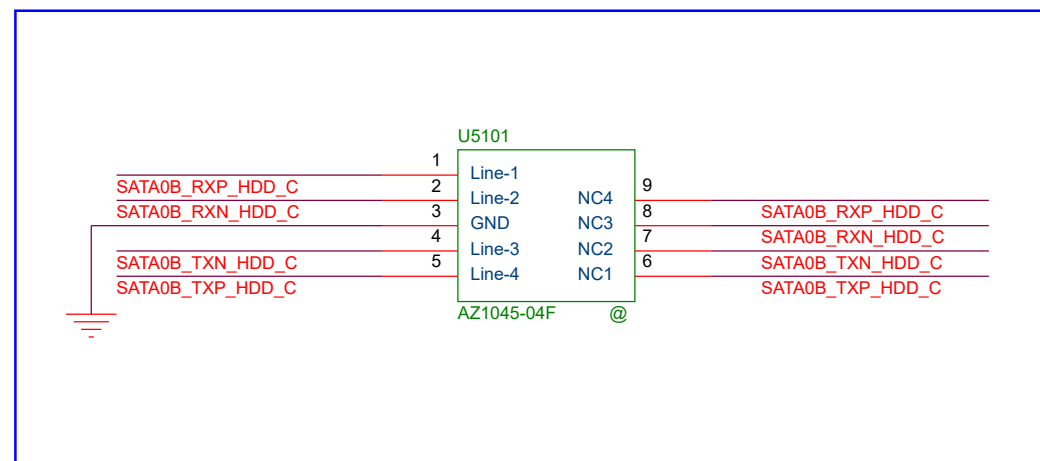 U5101
1 Line-1
SATA0B_RXP_HDD_C
2 Line-2 NC4 9
SATA0B_RXN_HDD_C SATA0B_RXP_HDD_C
3 GND NC3 8
SATA0B_RXN_HDD_C
4 Line-3 NC2 7
SATA0B_TXN_HDD_C SATA0B_TXN_HDD_C
5 Line-4 NC1 6
SATA0B_TXP_HDD_C SATA0B_TXP_HDD_C
AZ1045-04F @